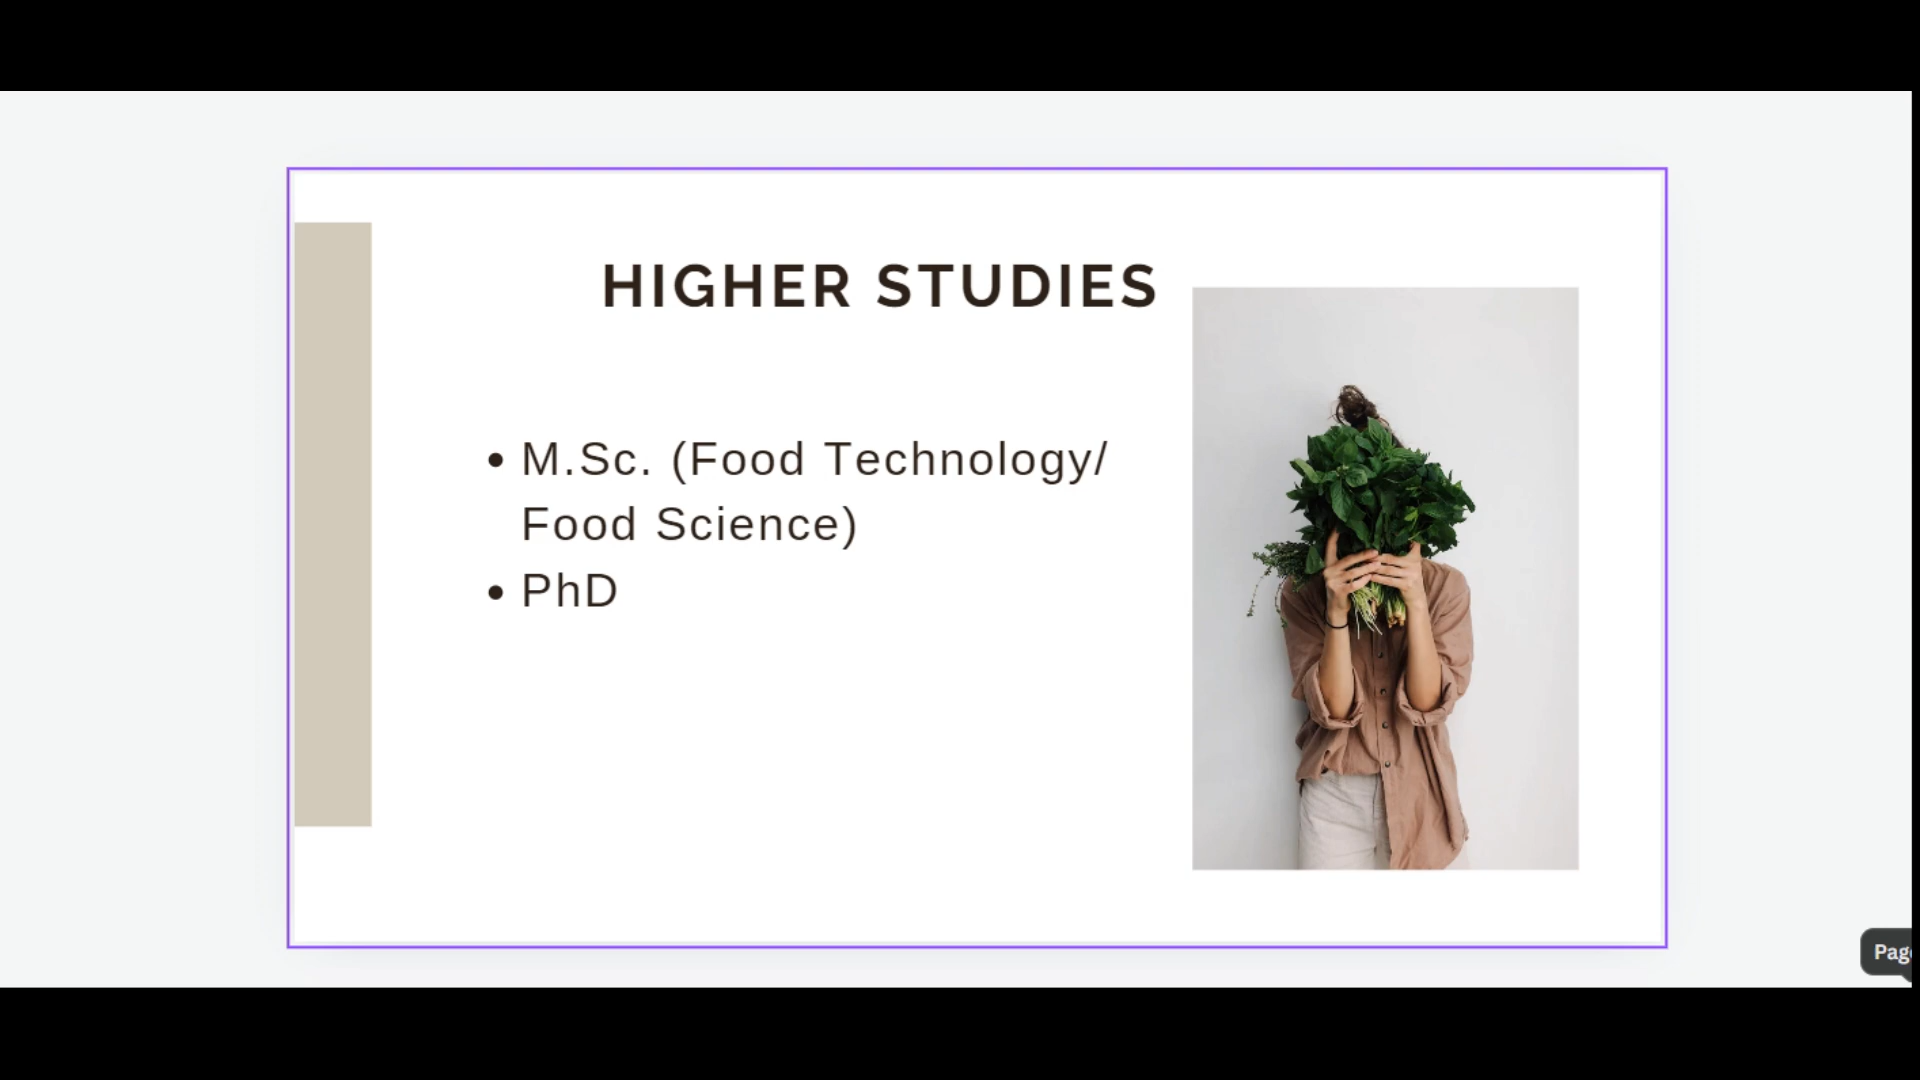 HIGHER STUDIES
• M.Sc. (Food Technology/
Food Science)
• PhD